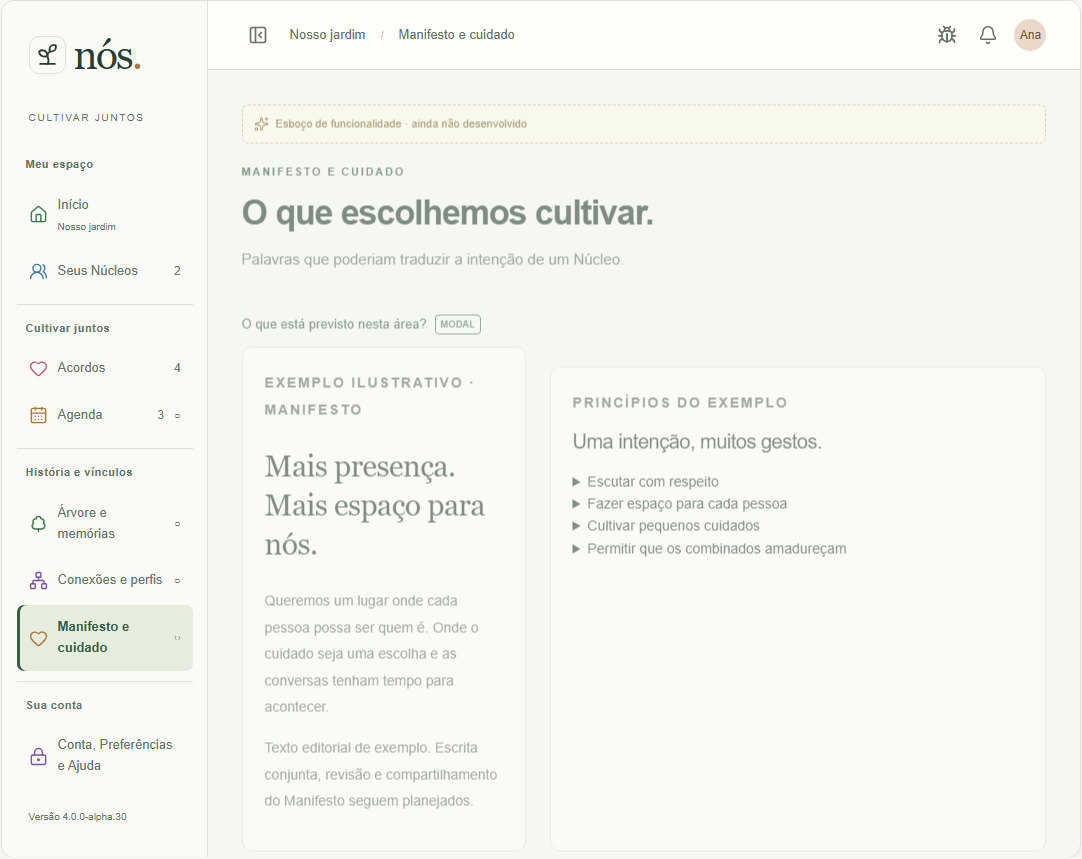 nós.
CULTIVAR JUNTOS
Meu espaço
Início
Nosso jardim
Seus Núcleos 2
Cultivar juntos
Acordos 4
Agenda 3
História e vínculos
Árvore e
memórias
Conexões e perfis
Manifesto e
cuidado
Sua conta
Conta, Preferências
e Ajuda
Versão 4.0.0-alpha.30
Nosso jardim / Manifesto e cuidado
Ana
Esboço de funcionalidade · ainda não desenvolvido
MANIFESTO E CUIDADO
O que escolhemos cultivar.
Palavras que poderiam traduzir a intenção de um Núcleo.
O que está previsto nesta área? MODAL
EXEMPLO ILUSTRATIVO ·
MANIFESTO
Mais presença.
Mais espaço para
nós.
Queremos um lugar onde cada
pessoa possa ser quem é. Onde o
cuidado seja uma escolha e as
conversas tenham tempo para
acontecer.
Texto editorial de exemplo. Escrita
conjunta, revisão e compartilhamento
do Manifesto seguem planejados.
PRINCÍPIOS DO EXEMPLO
Uma intenção, muitos gestos.
Escutar com respeito
Fazer espaço para cada pessoa
Cultivar pequenos cuidados
Permitir que os combinados amadureçam